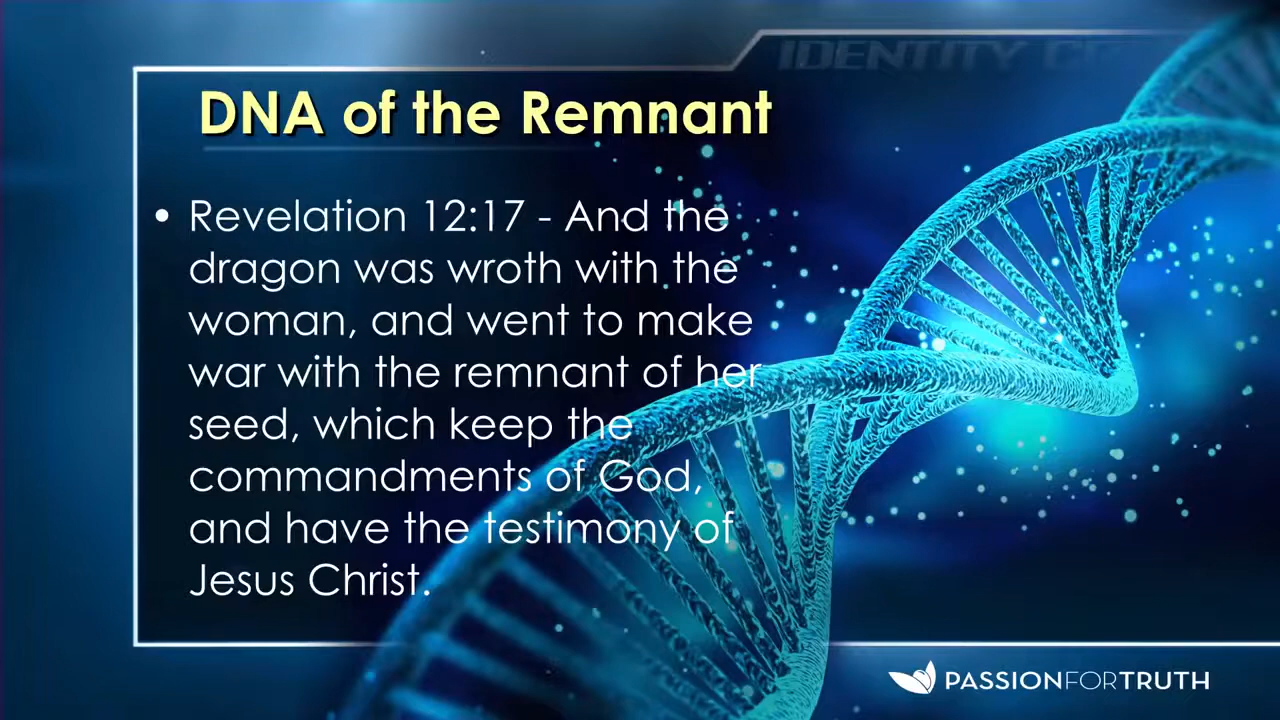 IDENTITY
DNA of the Remnant
• Revelation 12:17 - And the
dragon was wroth with the
woman, and went to make
war with the remnant of her
seed, which keep the
commandments of God,
and have the testimony of
Jesus Christ.
PASSIONFORTRUTH